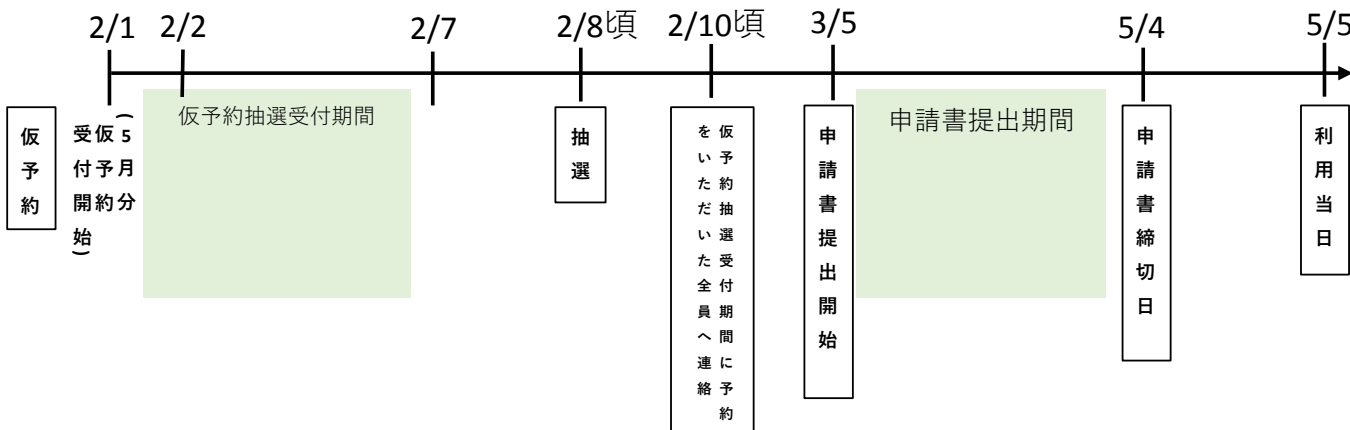 2/1
2/2
2/7
2/8頃
2/10頃
3/5
5/4
5/5
仮予約
(5月分
仮予約
受付開始)
仮予約抽選受付期間
抽選
仮予約抽選受付期間に予約
をいただいた全員へ連絡
申請書提出開始
申請書提出期間
申請書締切日
利用当日